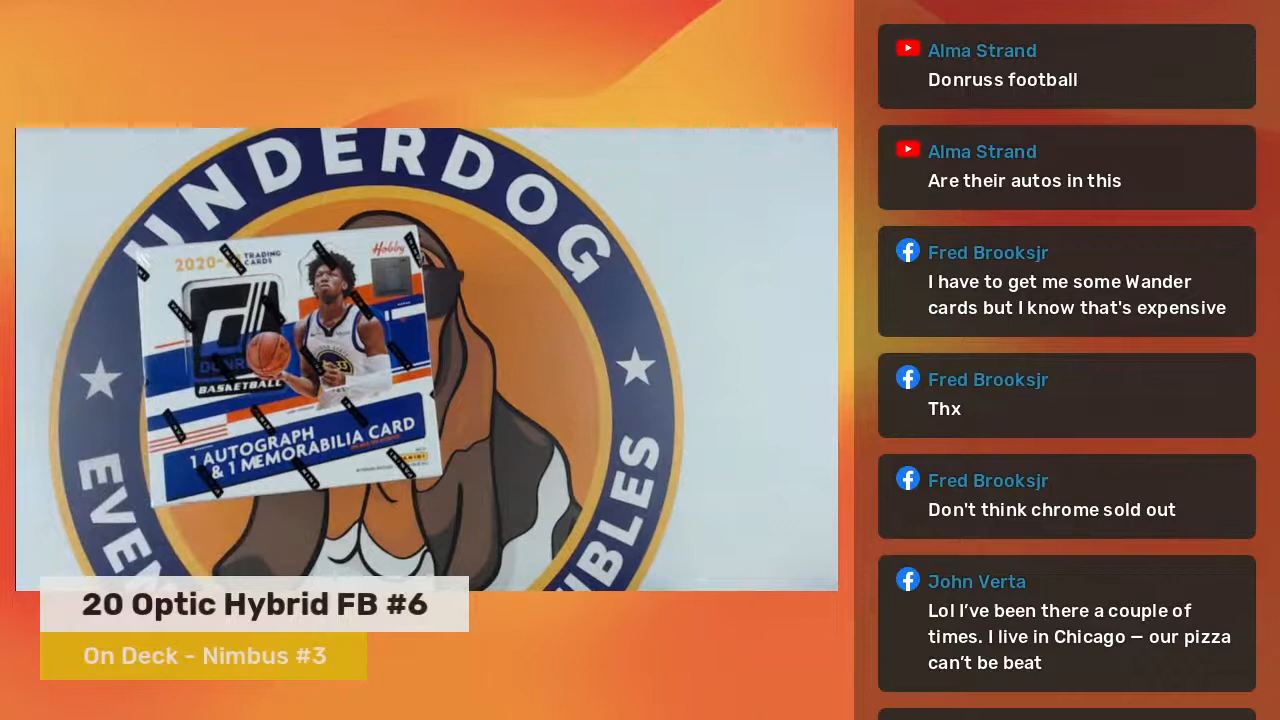 UNDERDOG
2020-
TRADING
CARDS
Hobby
BASKETBALL
1 AUTOGRAPH
& 1 MEMORABILIA CARD
PANINI
EVEN
BLES
20 Optic Hybrid FB #6
On Deck - Nimbus #3
Alma Strand
Donruss football
Alma Strand
Are their autos in this
Fred Brooksjr
I have to get me some Wander
cards but I know that's expensive
Fred Brooksjr
Thx
Fred Brooksjr
Don't think chrome sold out
John Verta
Lol I’ve been there a couple of
times. I live in Chicago – our pizza
can’t be beat